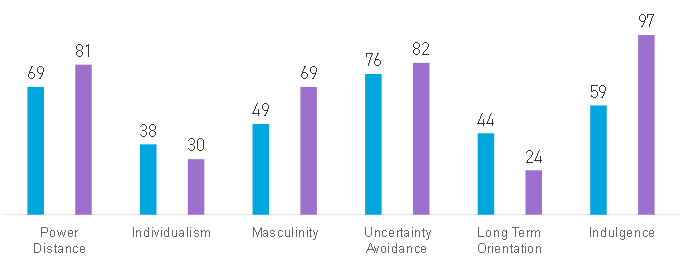 69
81
38
30
49
69
76
82
44
24
59
97
Power
Distance
Individualism
Masculinity
Uncertainty
Avoidance
Long Term
Orientation
Indulgence